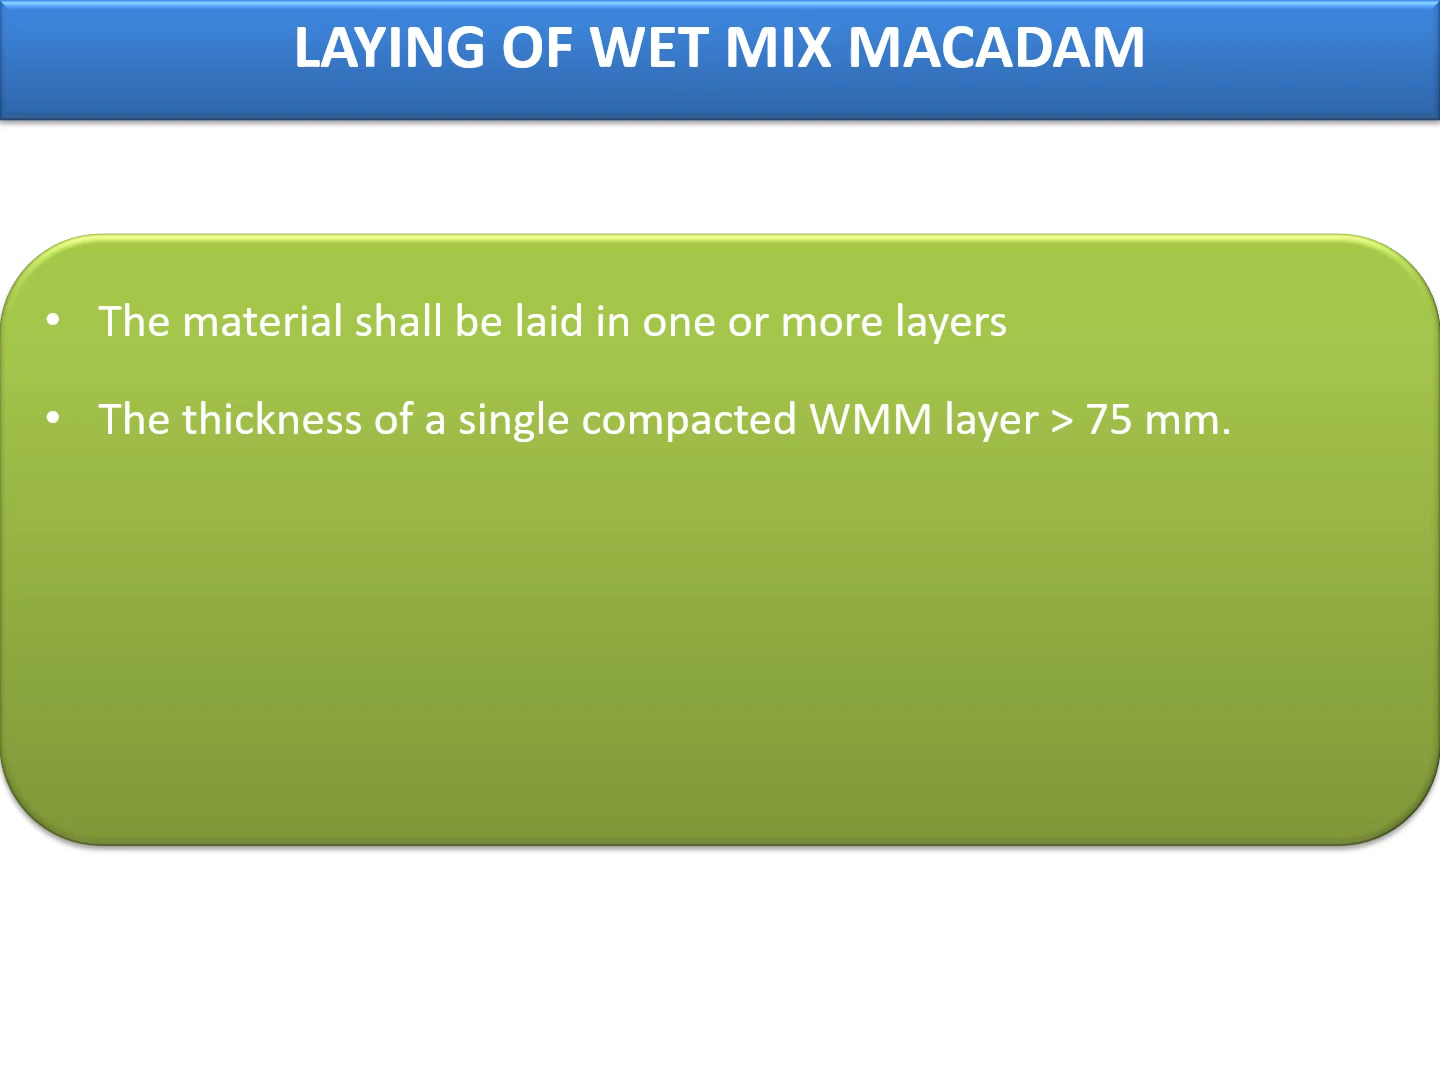 LAYING OF WET MIX MACADAM
• The material shall be laid in one or more layers
• The thickness of a single compacted WMM layer > 75 mm.